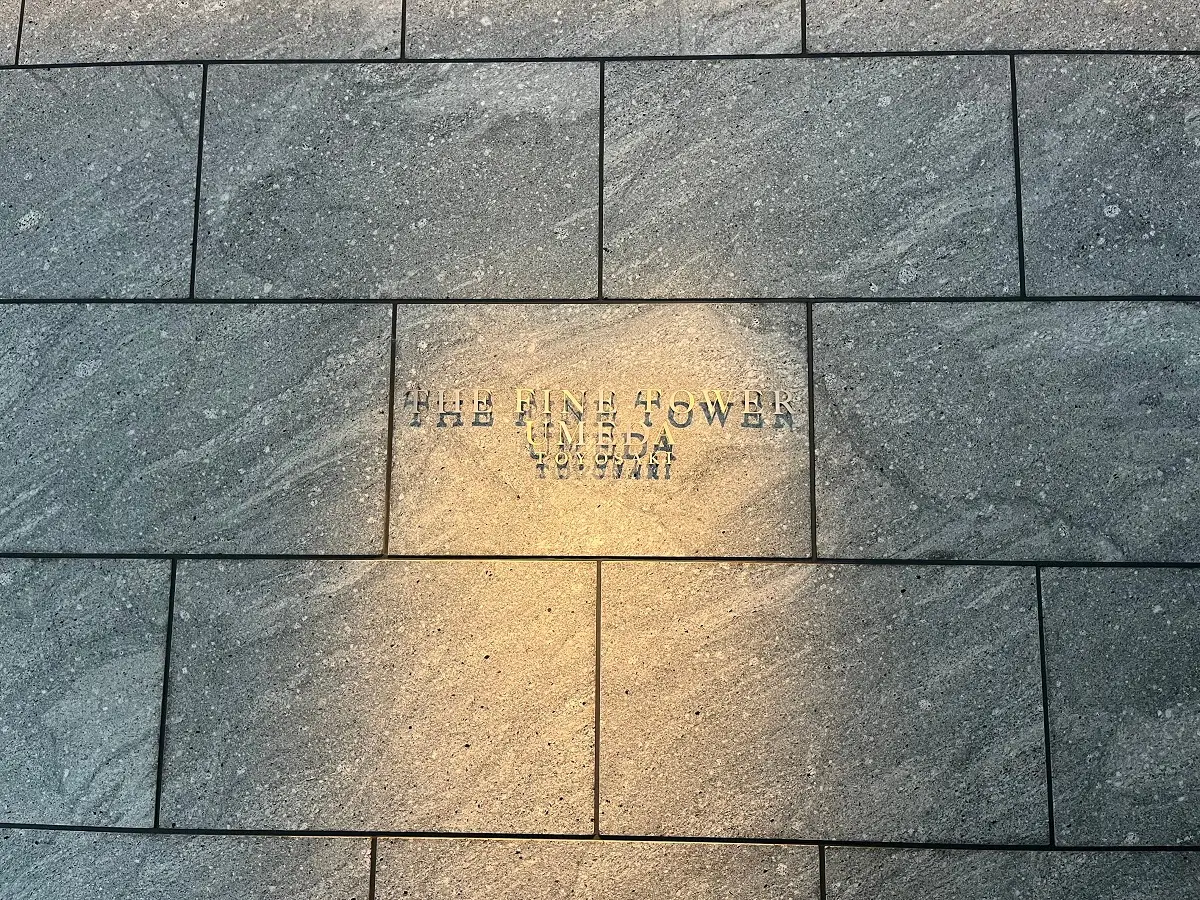 THE FINE TOWER
UMEDA
TOYOSAKI